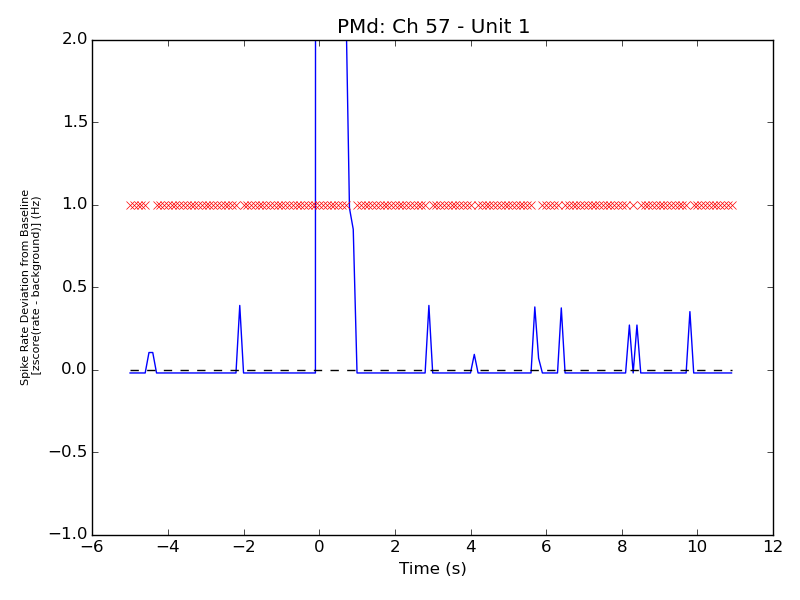 PMd: Ch 57 - Unit 1
2.0
1.5
1.0
0.5
0.0
−0.5
−1.0
Spike Rate Deviation from Baseline
[zscore(rate - background)] (Hz)
−6 −4 −2 0 2 4 6 8 10 12
Time (s)